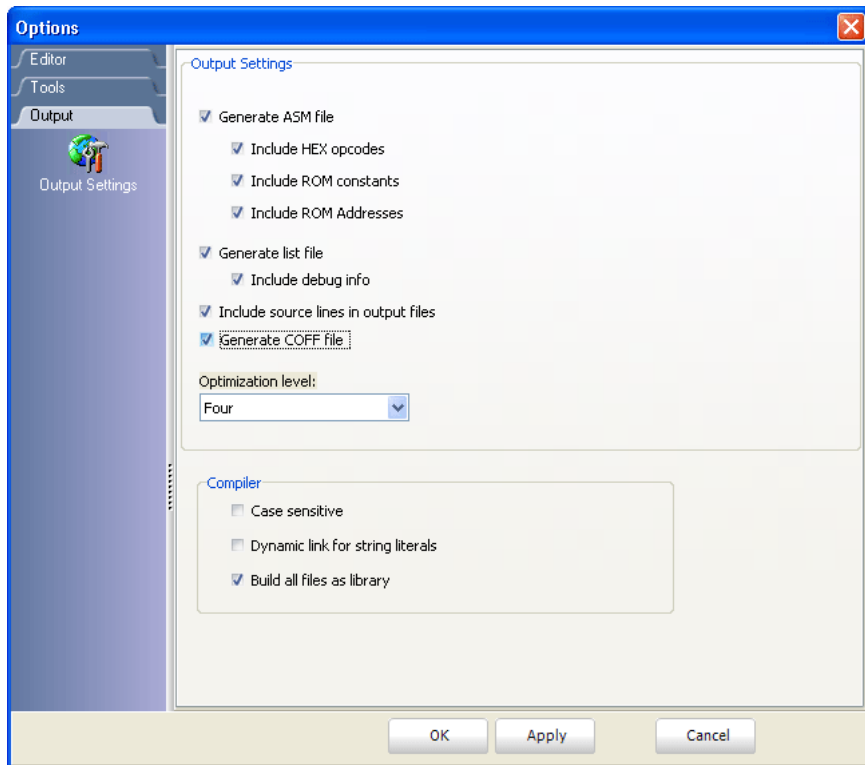 Options
Editor
Tools
Output
Output Settings
Output Settings
Generate ASM file
Include HEX opcodes
Include ROM constants
Include ROM Addresses
Generate list file
Include debug info
Include source lines in output files
Generate COFF file
Optimization level:
Four
Compiler
Case sensitive
Dynamic link for string literals
Build all files as library
OK
Apply
Cancel